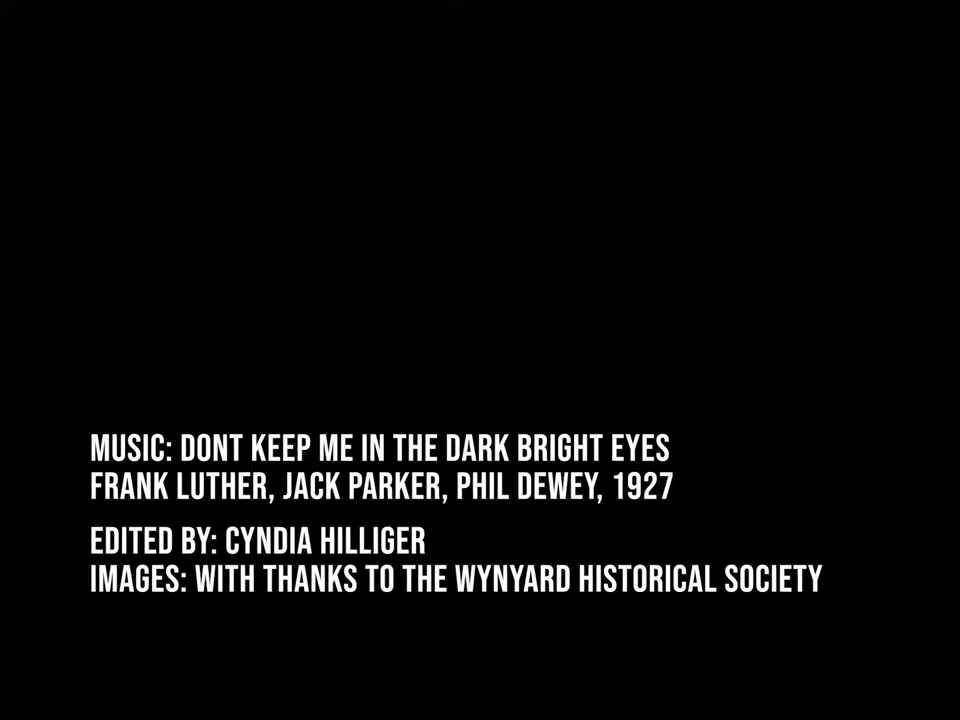 MUSIC: DONT KEEP ME IN THE DARK BRIGHT EYES
FRANK LUTHER, JACK PARKER, PHIL DEWEY, 1927
EDITED BY: CYNDIA HILLIGER
IMAGES: WITH THANKS TO THE WYNYARD HISTORICAL SOCIETY